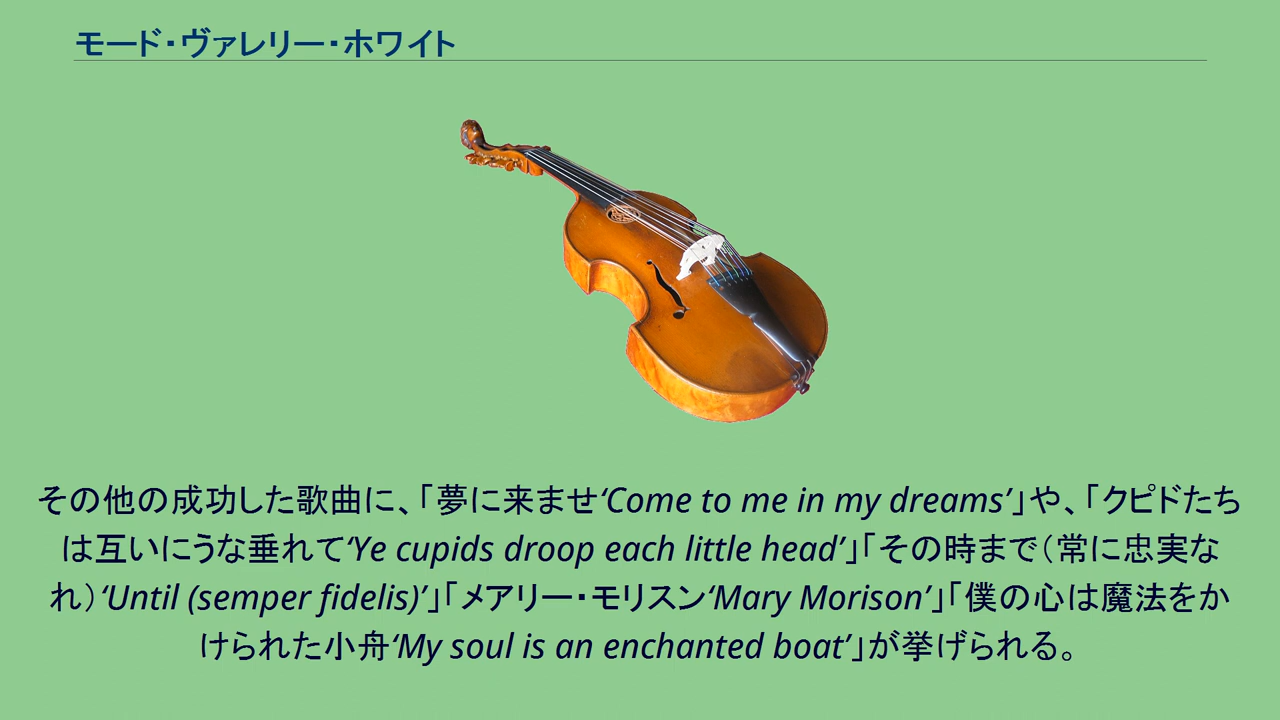 モード・ヴァレリー・ホワイト
その他の成功した歌曲に、「夢に来ませ‘Come to me in my dreams’」や、「クピドたち
は互いにうな垂れて‘Ye cupids droop each little head’」「その時まで（常に忠実な
れ）‘Until (semper fidelis)’」「メアリー・モリスン‘Mary Morison’」「僕の心は魔法をか
けられた小舟‘My soul is an enchanted boat’」が挙げられる。